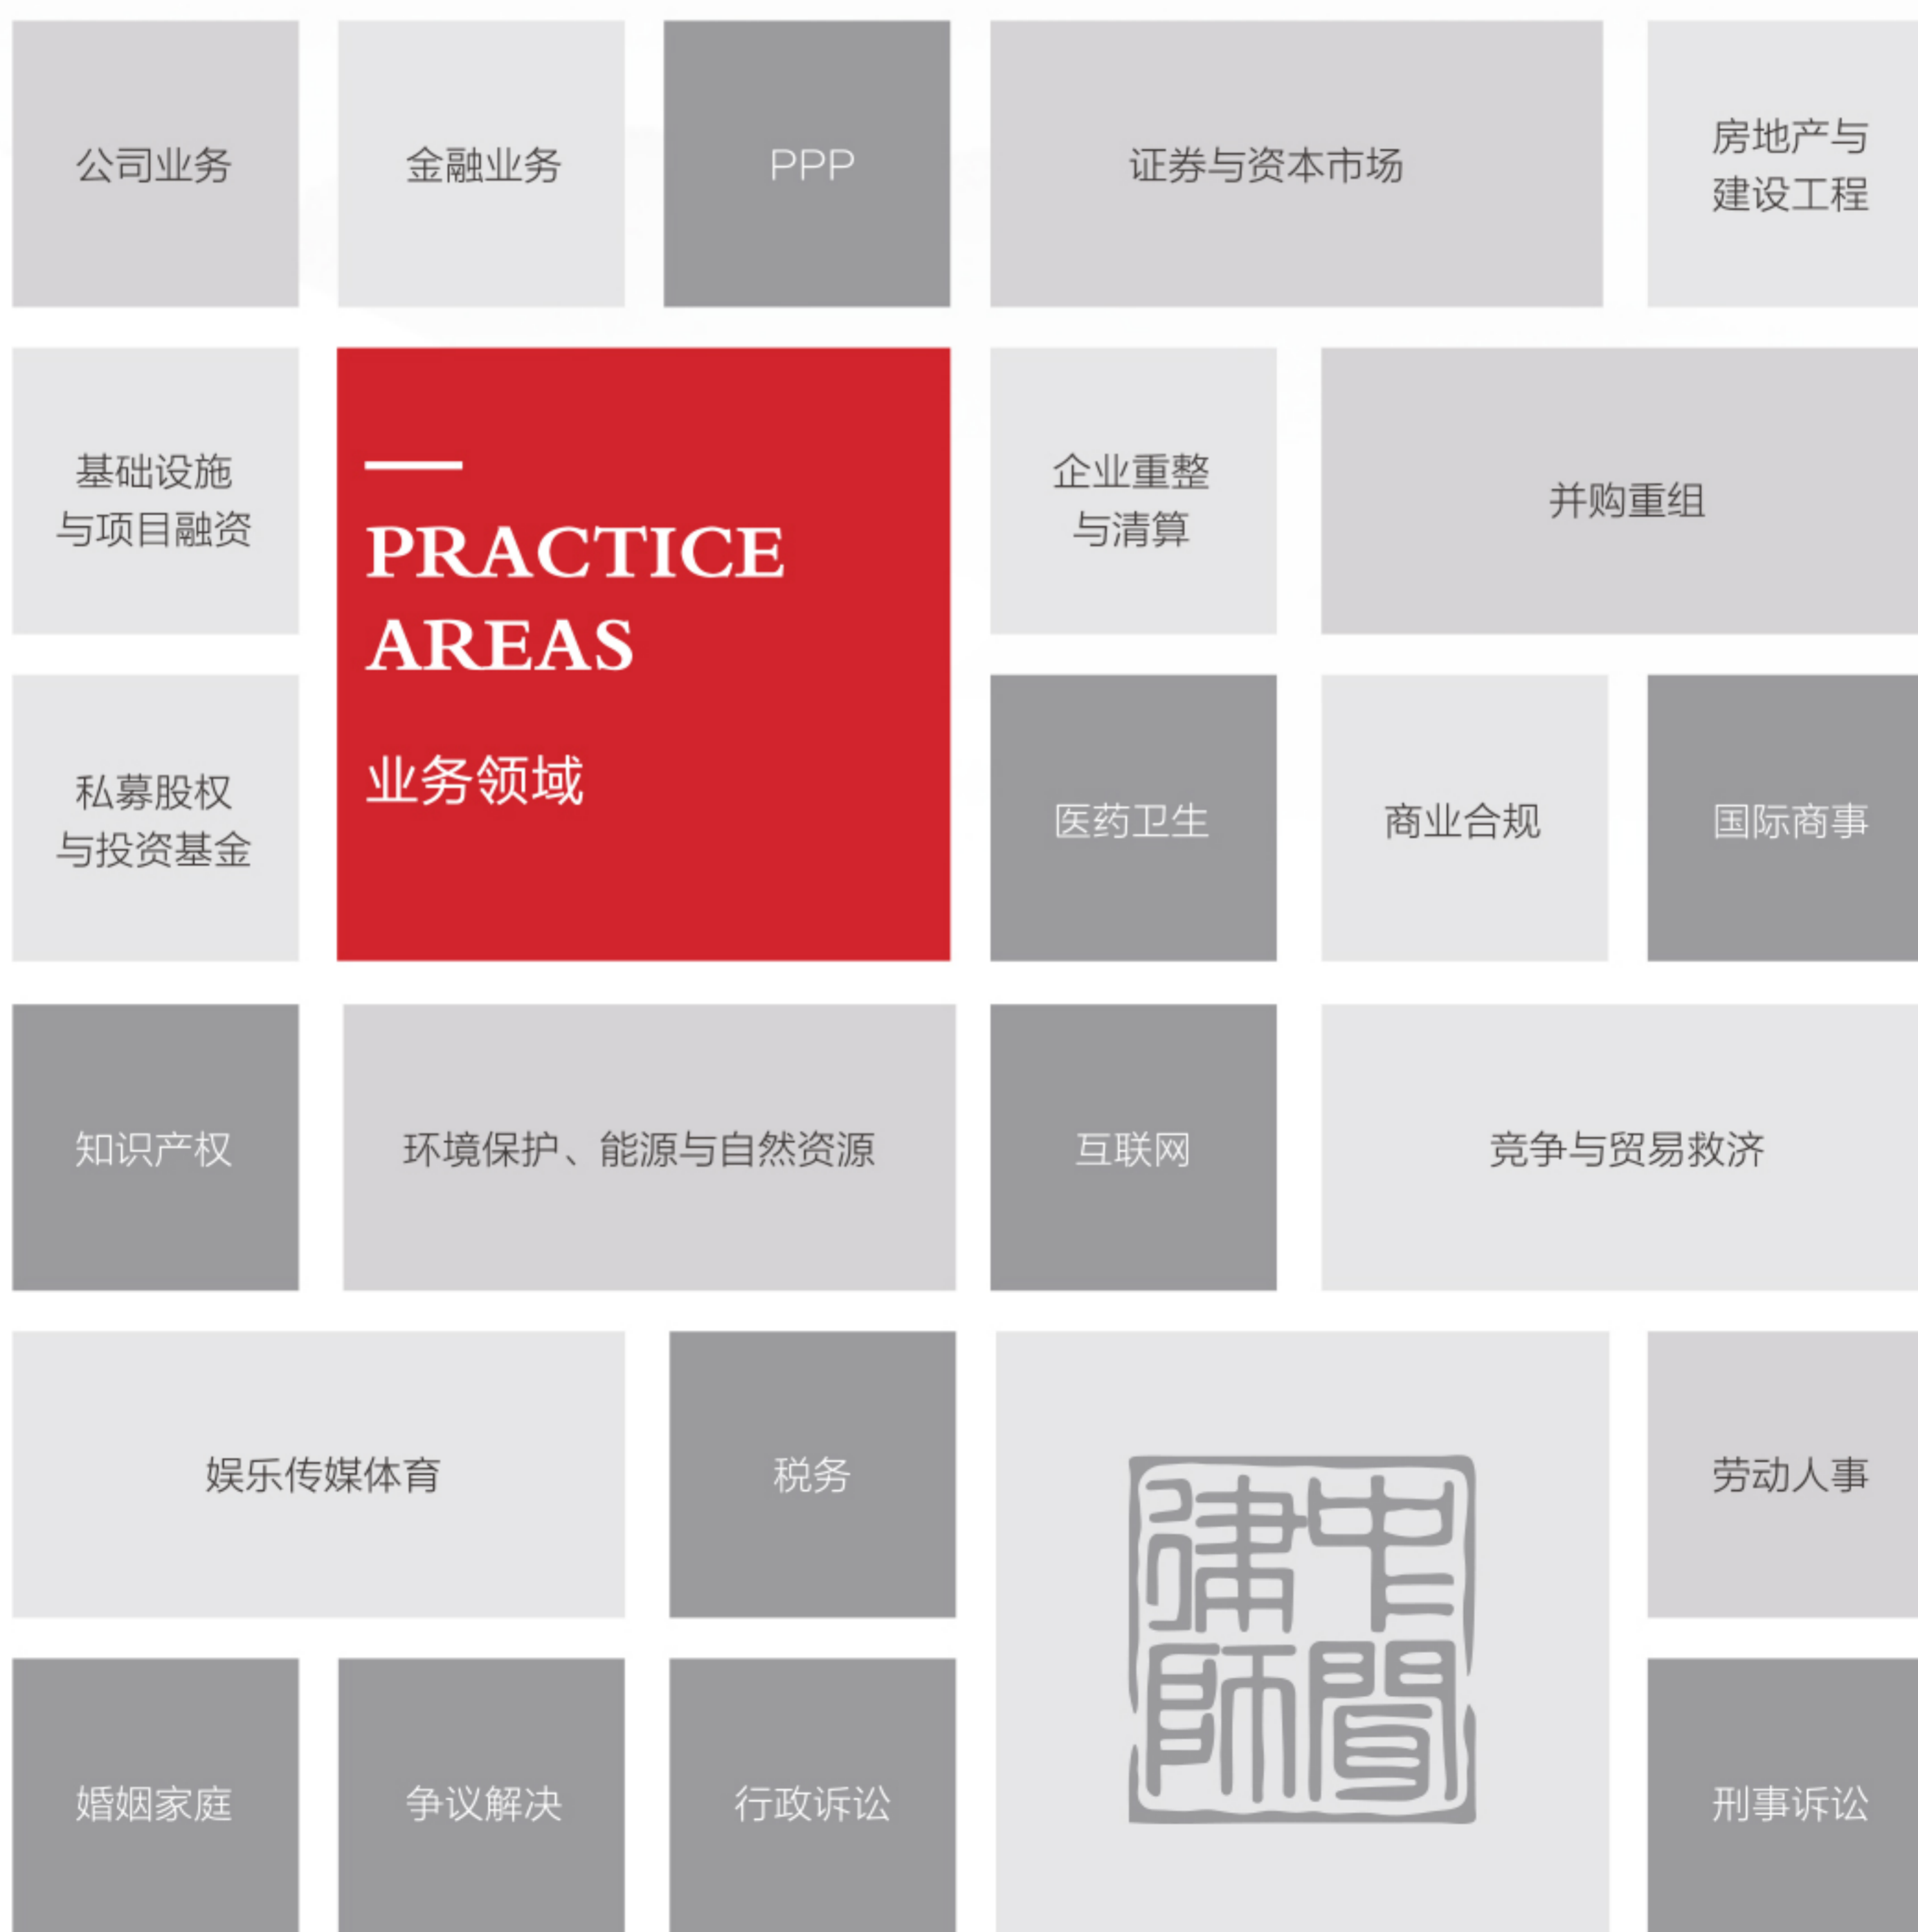 公司业务
金融业务
PPP
证券与资本市场
房地产与
建设工程
基础设施
与项目融资
PRACTICE
AREAS
业务领域
企业重整
与清算
并购重组
私募股权
与投资基金
医药卫生
商业合规
国际商事
知识产权
环境保护、能源与自然资源
互联网
竞争与贸易救济
娱乐传媒体育
税务
劳动人事
婚姻家庭
争议解决
行政诉讼
刑事诉讼